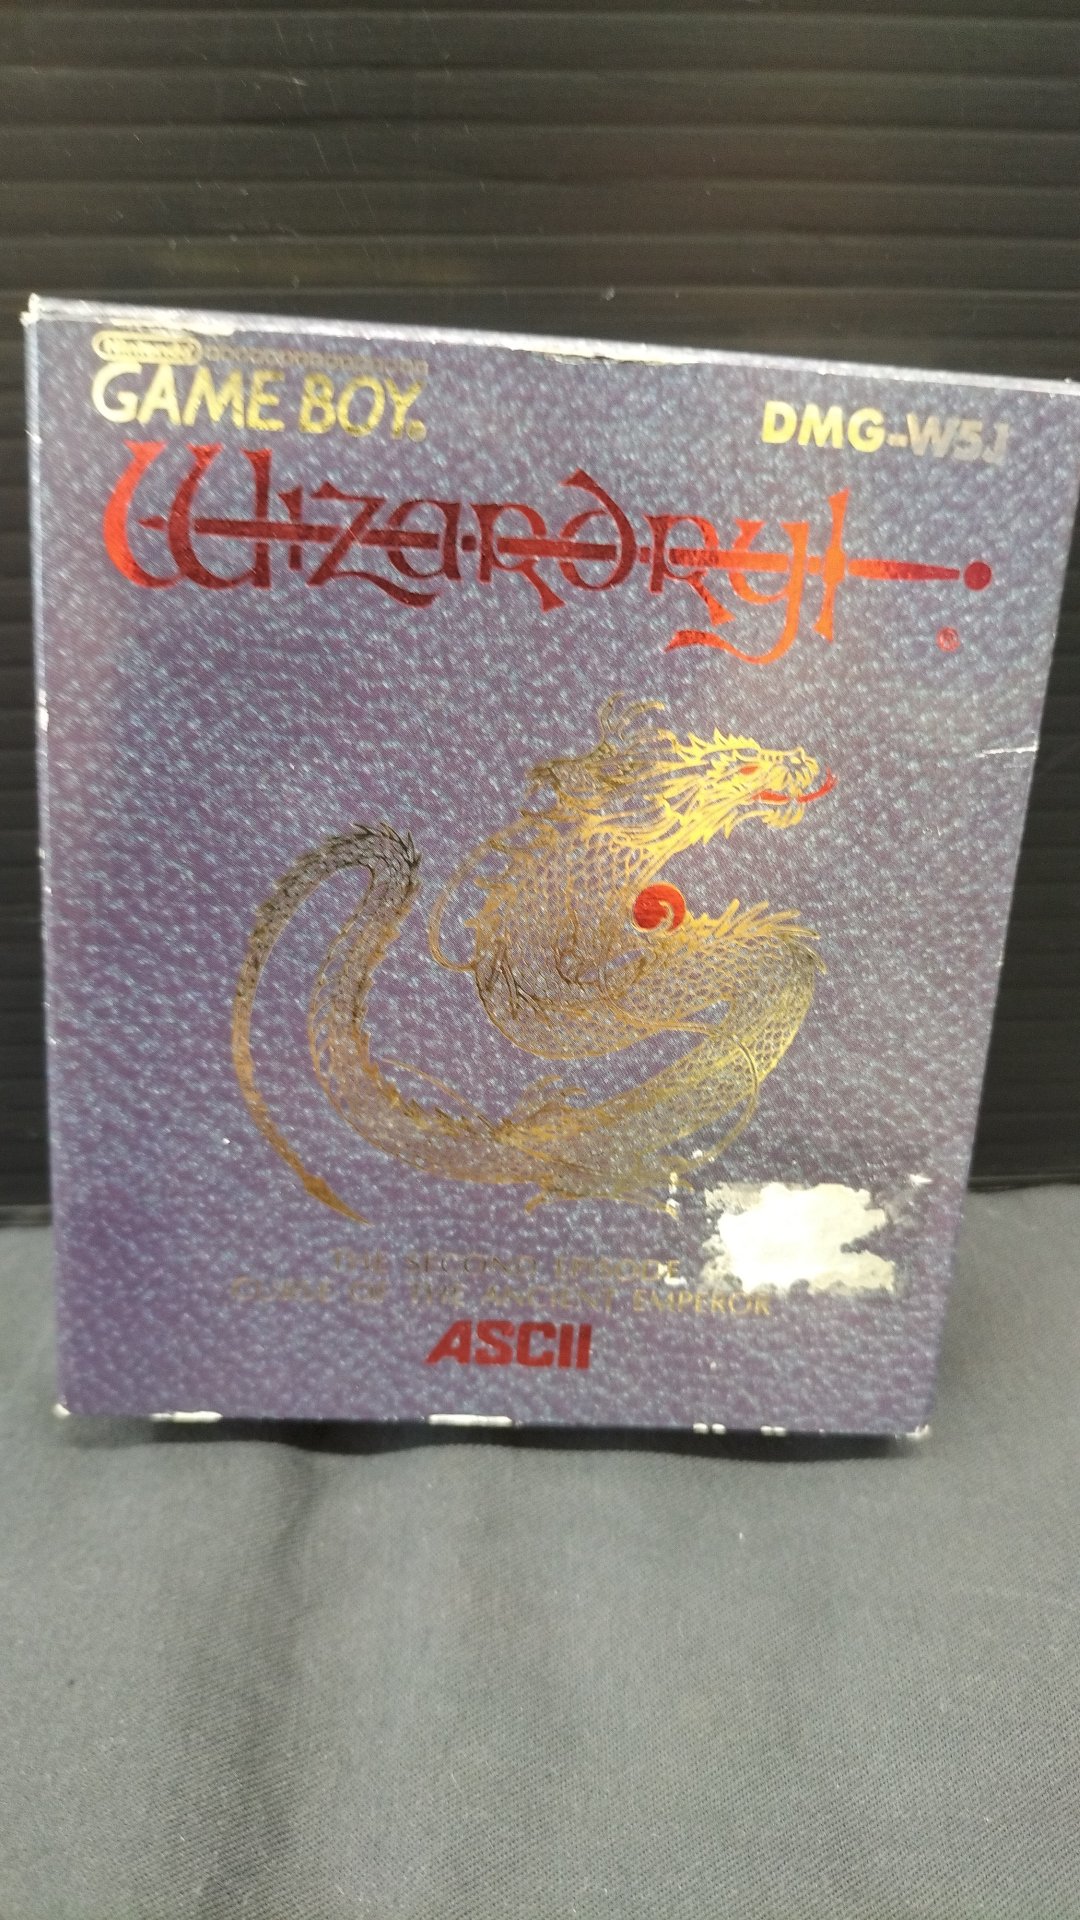 Nintendo
GAME BOY®
DMG-W5J
Wizardry
®
THE SECOND EPISODE
CURSE OF THE ANCIENT EMPEROR
ASCII